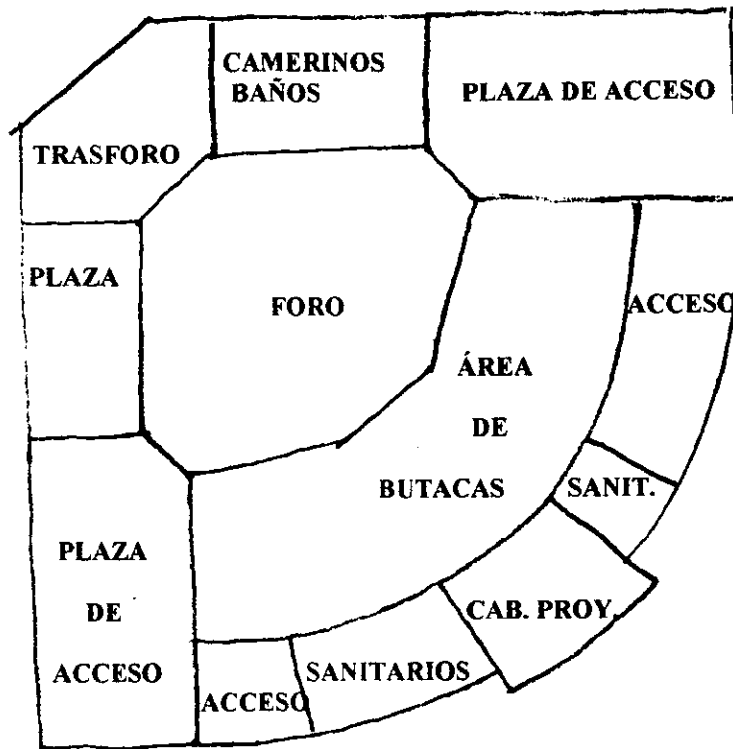 CAMERINOS
BAÑOS
PLAZA DE ACCESO
TRASFORO
PLAZA
FORO
ACCESO
ÁREA
DE
BUTACAS
SANIT.
PLAZA
DE
ACCESO
CAB. PROY.
SANITARIOS
ACCESO